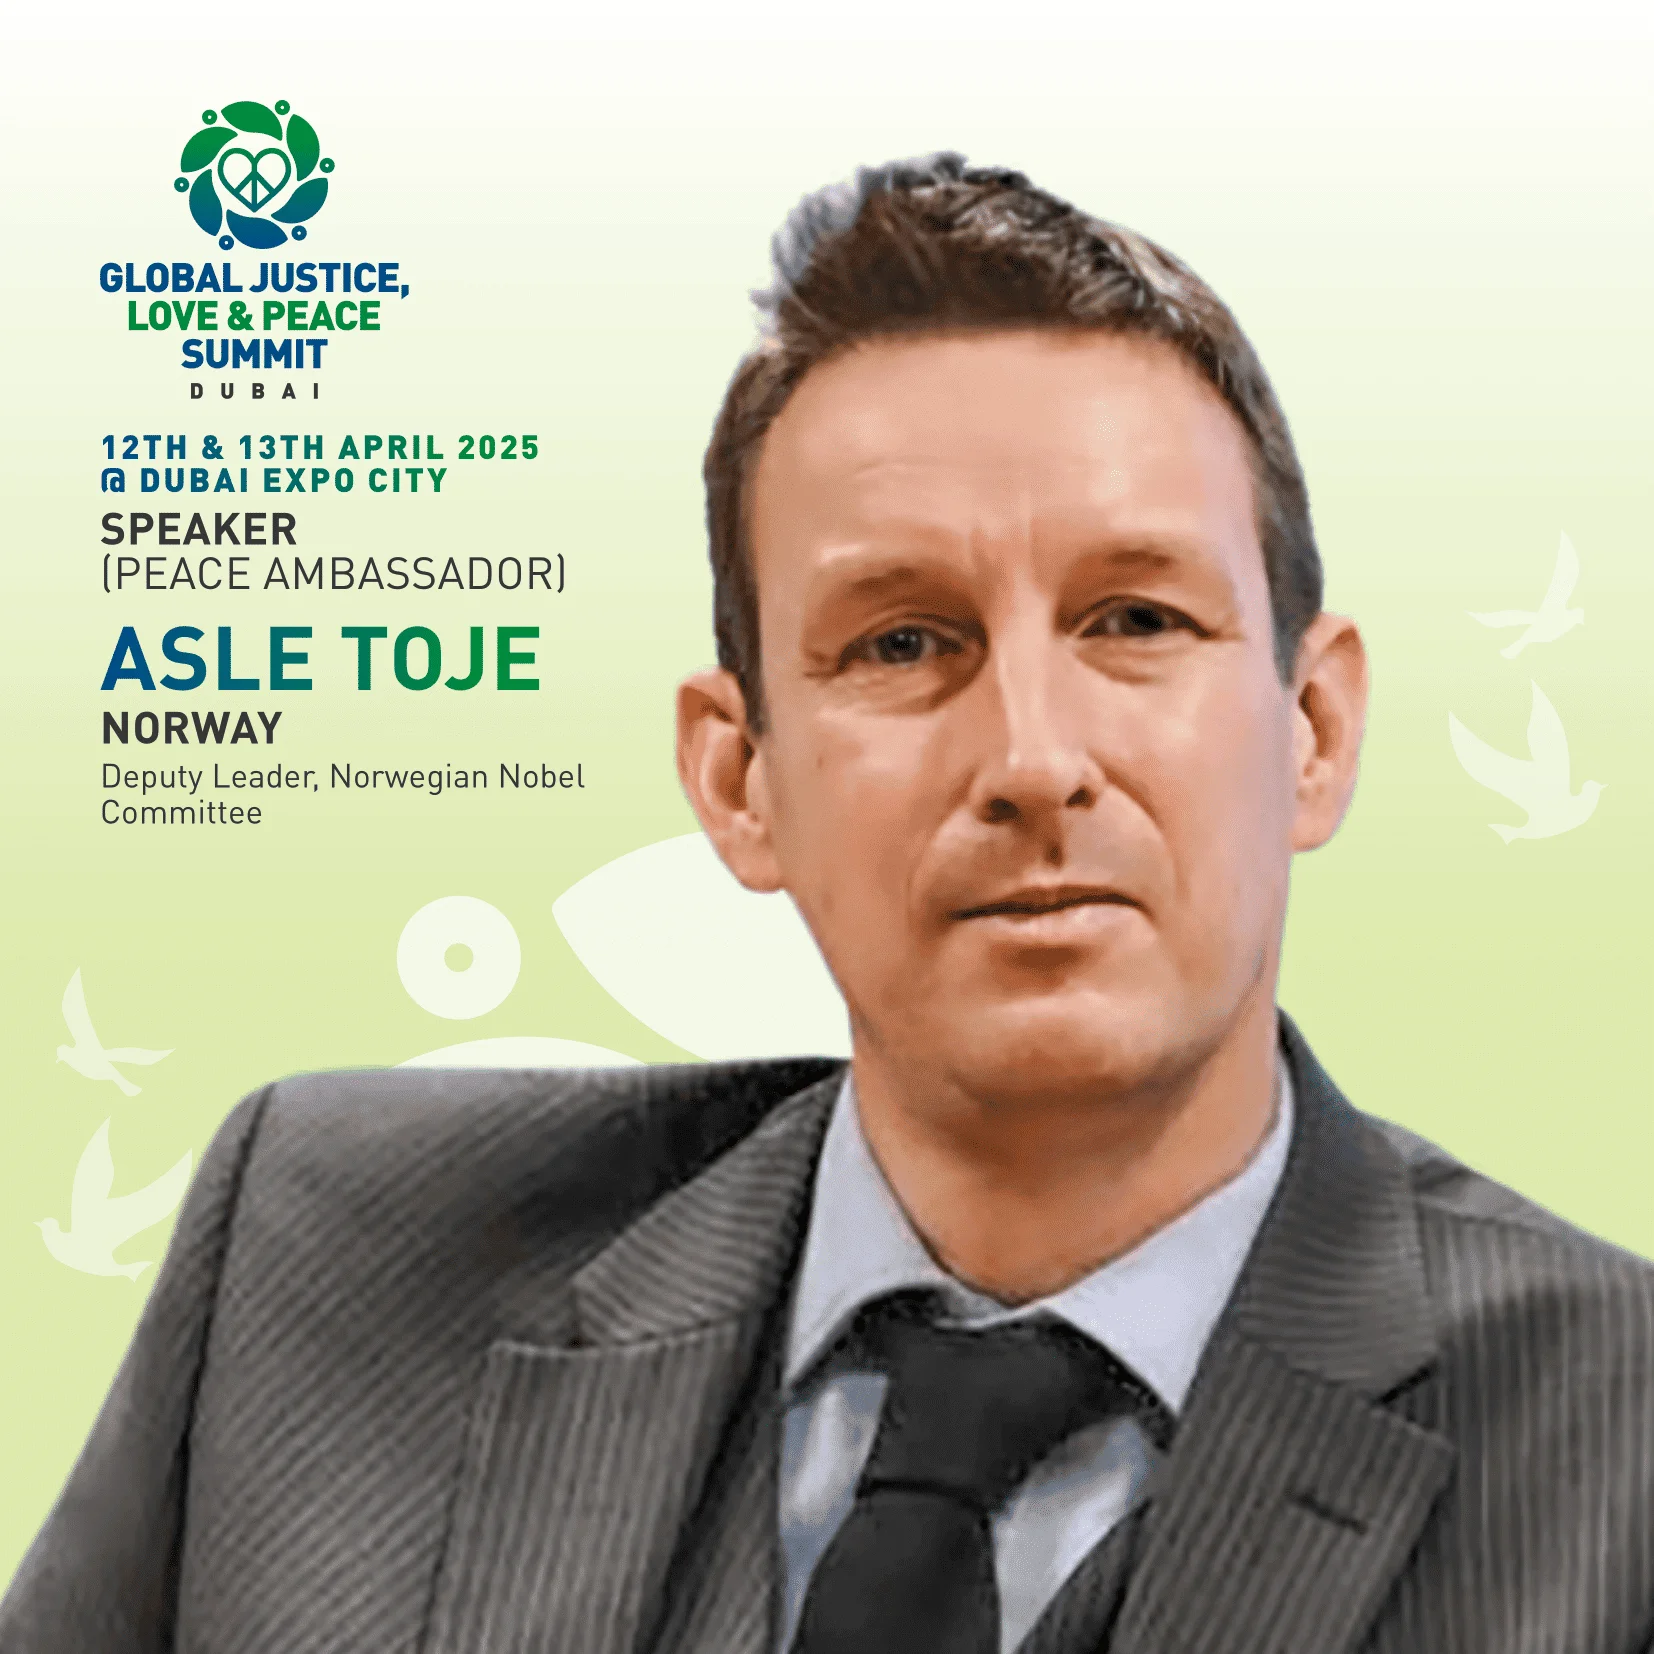 GLOBAL JUSTICE,
LOVE & PEACE
SUMMIT
DUBAI
12TH & 13TH APRIL 2025
@ DUBAI EXPO CITY
SPEAKER
(PEACE AMBASSADOR)
ASLE TOJE
NORWAY
Deputy Leader, Norwegian Nobel
Committee